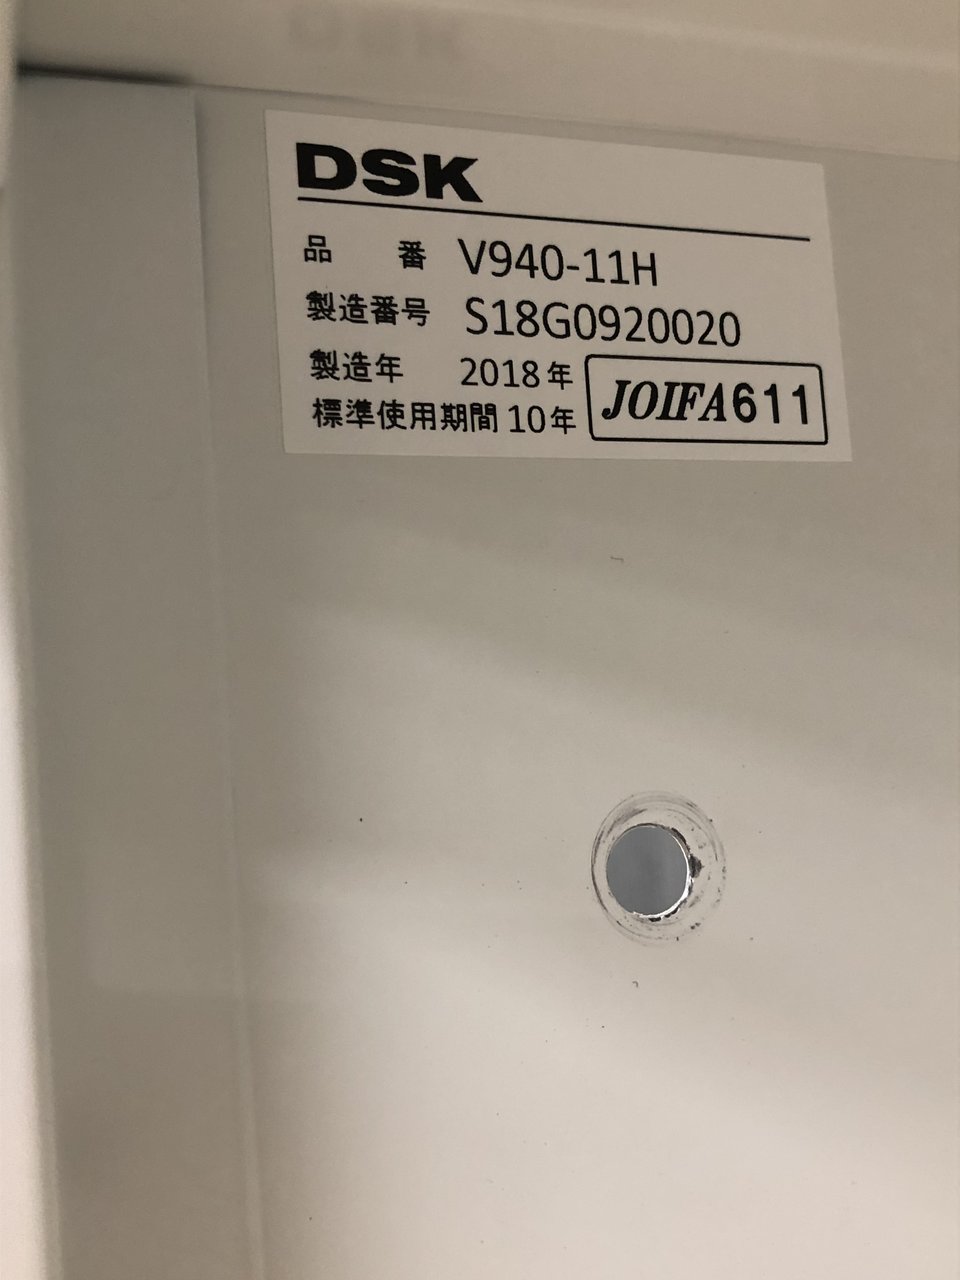 DSK
品番 V940-11H
製造番号 S18G0920020
製造年 2018年
標準使用期間 10年
JOIFA611